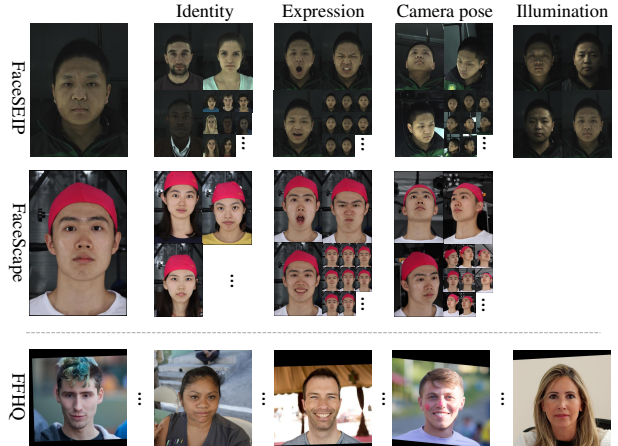 Identity Expression Camera pose Illumination
FaceSEIP
FaceScape
FFHQ